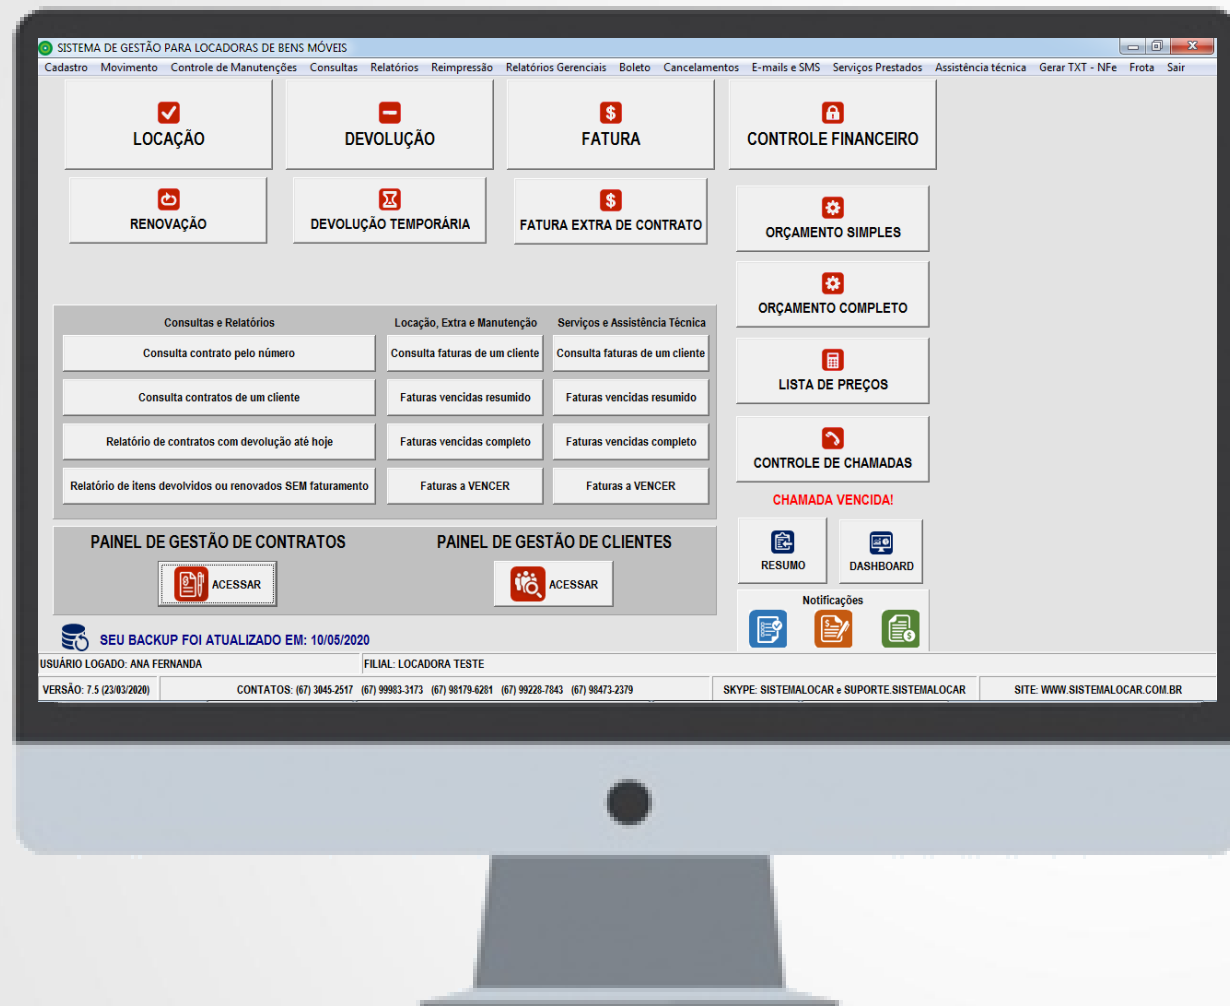 SISTEMA DE GESTÃO PARA LOCADORAS DE BENS MÓVEIS
Cadastro Movimento Controle de Manutenções Consultas Relatórios Reimpressão Relatórios Gerenciais Boleto Cancelamentos E-mails e SMS Serviços Prestados Assistência técnica Gerar TXT - NFe Frota Sair
LOCAÇÃO
DEVOLUÇÃO
FATURA
CONTROLE FINANCEIRO
RENOVAÇÃO
DEVOLUÇÃO TEMPORÁRIA
FATURA EXTRA DE CONTRATO
ORÇAMENTO SIMPLES
ORÇAMENTO COMPLETO
LISTA DE PREÇOS
CONTROLE DE CHAMADAS
CHAMADA VENCIDA!
RESUMO
DASHBOARD
Notificações
Consultas e Relatórios
Consulta contrato pelo número
Consulta contratos de um cliente
Relatório de contratos com devolução até hoje
Relatório de itens devolvidos ou renovados SEM faturamento
Locação, Extra e Manutenção
Consulta faturas de um cliente
Faturas vencidas resumido
Faturas vencidas completo
Faturas a VENCER
Serviços e Assistência Técnica
Consulta faturas de um cliente
Faturas vencidas resumido
Faturas vencidas completo
Faturas a VENCER
PAINEL DE GESTÃO DE CONTRATOS
ACESSAR
PAINEL DE GESTÃO DE CLIENTES
ACESSAR
SEU BACKUP FOI ATUALIZADO EM: 10/05/2020
USUÁRIO LOGADO: ANA FERNANDA
FILIAL: LOCADORA TESTE
VERSÃO: 7.5 (23/03/2020)
CONTATOS: (67) 3045-2517 (67) 99983-3173 (67) 98179-6281 (67) 99228-7843 (67) 98473-2379
SKYPE: SISTEMALOCAR e SUPORTE.SISTEMALOCAR
SITE: WWW.SISTEMALOCAR.COM.BR